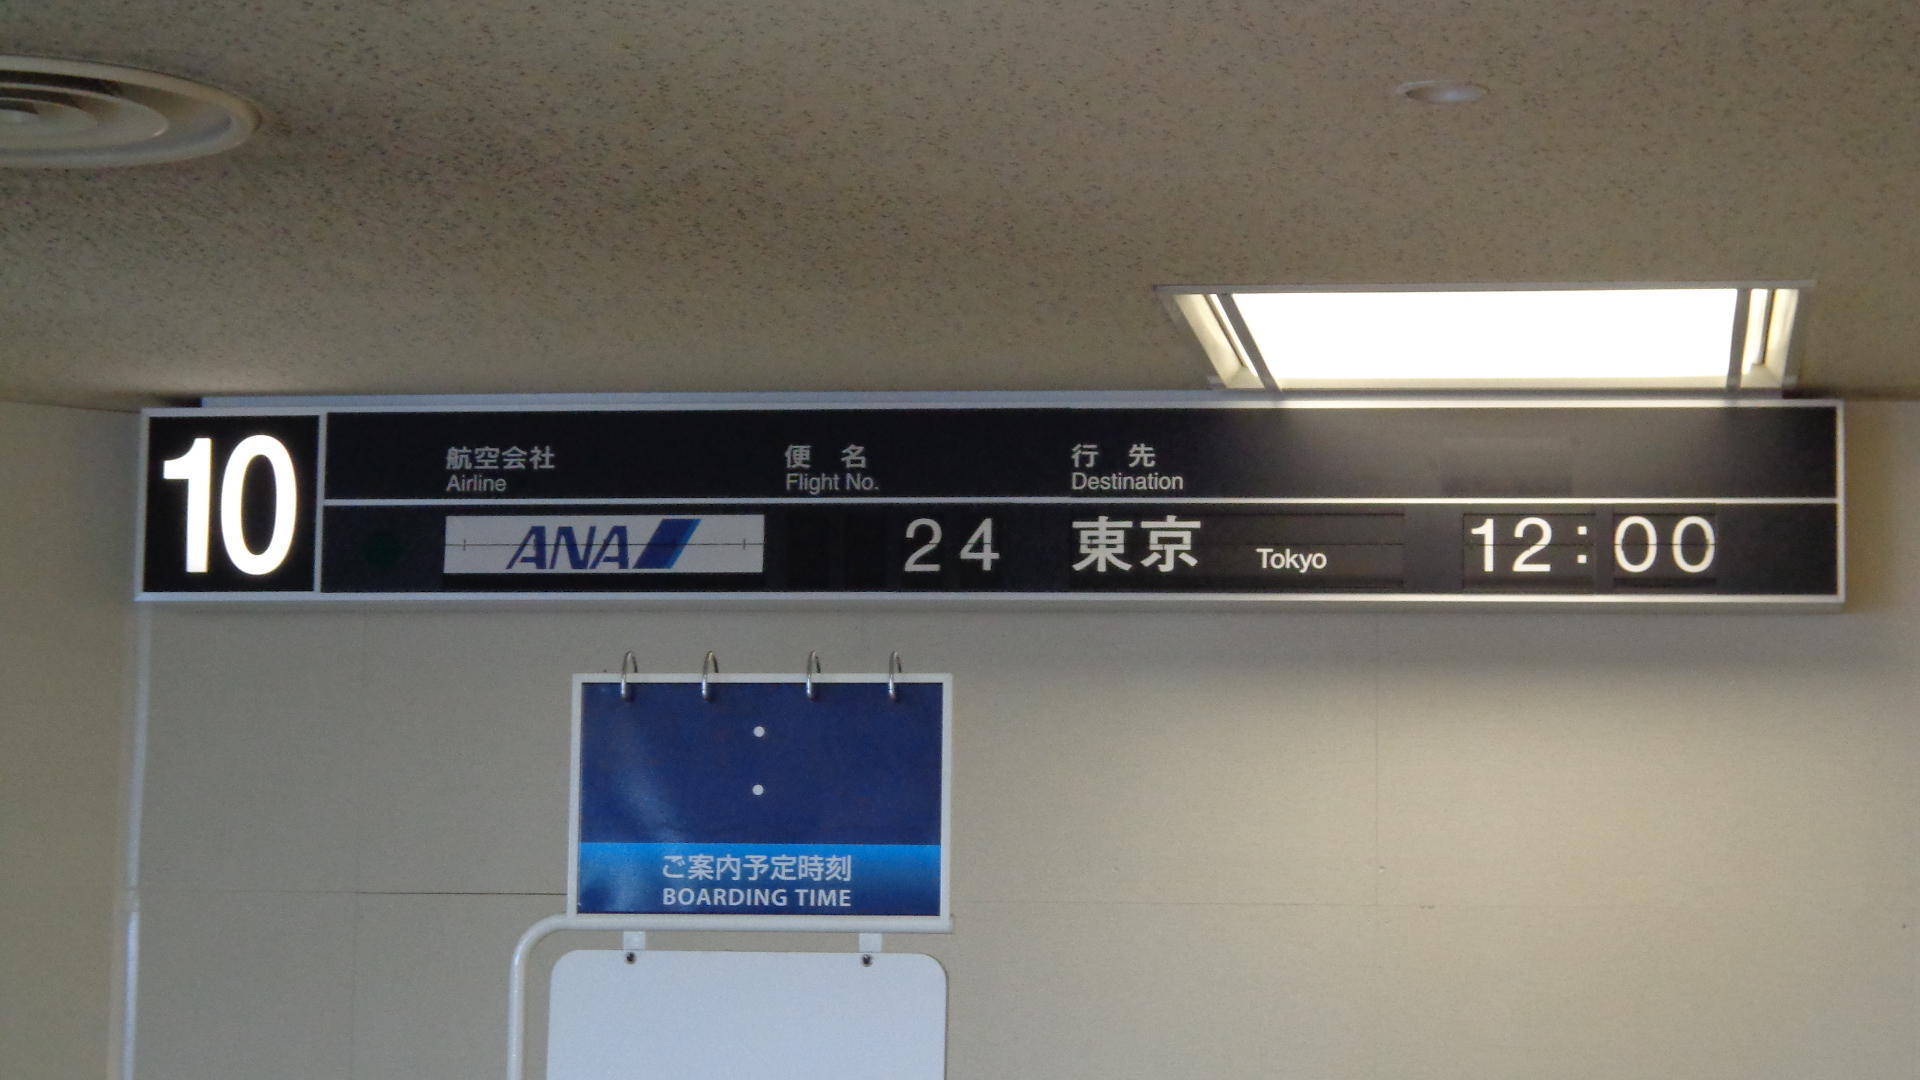 10
航空会社 便名 行先
Airline Flight No. Destination
ANA 24 東京 Tokyo 12:00
:
ご案内予定時刻
BOARDING TIME